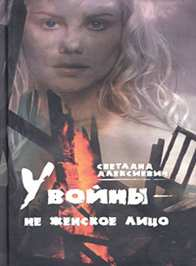 СВЕТЛАНА
АЛЕКСИЕВИЧ
У ВОЙНЫ —
НЕ ЖЕНСКОЕ ЛИЦО